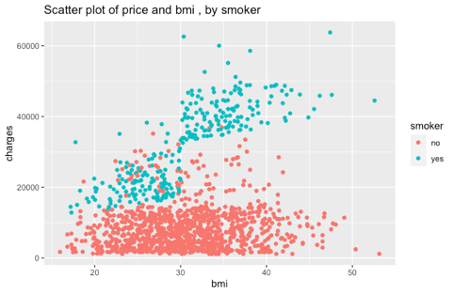 Scatter plot of price and bmi , by smoker
60000
40000
20000
0
charges
20
30
40
50
bmi
smoker
no
yes